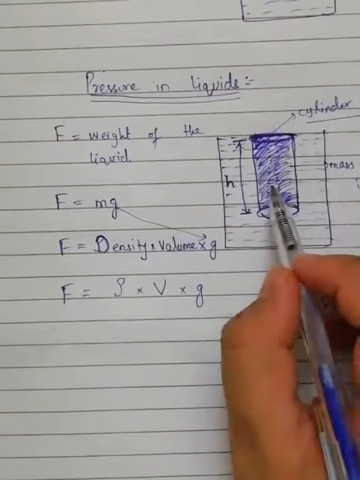 Pressure in liquids:-
cylinder
F = weight of the
liquid
h
mass
F = mg
F = Density x Volume x g
F = ρ x V x g